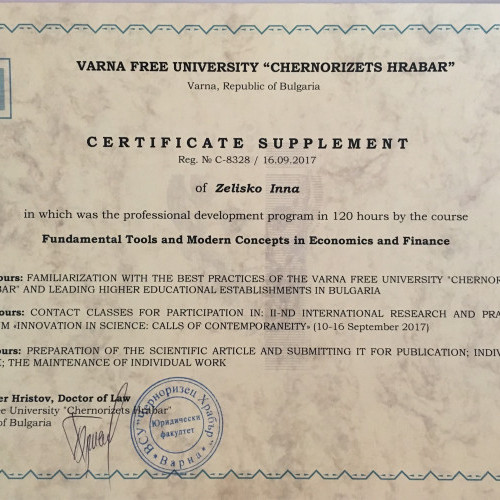 VARNA FREE UNIVERSITY “CHERNORIZETS HRABAR”
Varna, Republic of Bulgaria
CERTIFICATE SUPPLEMENT
Reg. № C-8328 / 16.09.2017
of Zelisko Inna
in which was the professional development program in 120 hours by the course
Fundamental Tools and Modern Concepts in Economics and Finance
ours: FAMILIARIZATION WITH THE BEST PRACTICES OF THE VARNA FREE UNIVERSITY "CHERNOR
BAR" AND LEADING HIGHER EDUCATIONAL ESTABLISHMENTS IN BULGARIA
ours: CONTACT CLASSES FOR PARTICIPATION IN: II-ND INTERNATIONAL RESEARCH AND PRA
M «INNOVATION IN SCIENCE: CALLS OF CONTEMPORANEITY» (10-16 September 2017)
ours: PREPARATION OF THE SCIENTIFIC ARTICLE AND SUBMITTING IT FOR PUBLICATION; INDIV
; THE MAINTENANCE OF INDIVIDUAL WORK
er Hristov, Doctor of Law
ee University "Chernorizets Hrabar"
of Bulgaria
ВСУ "Черноризец Храбър"
Юридически
факултет
Варна